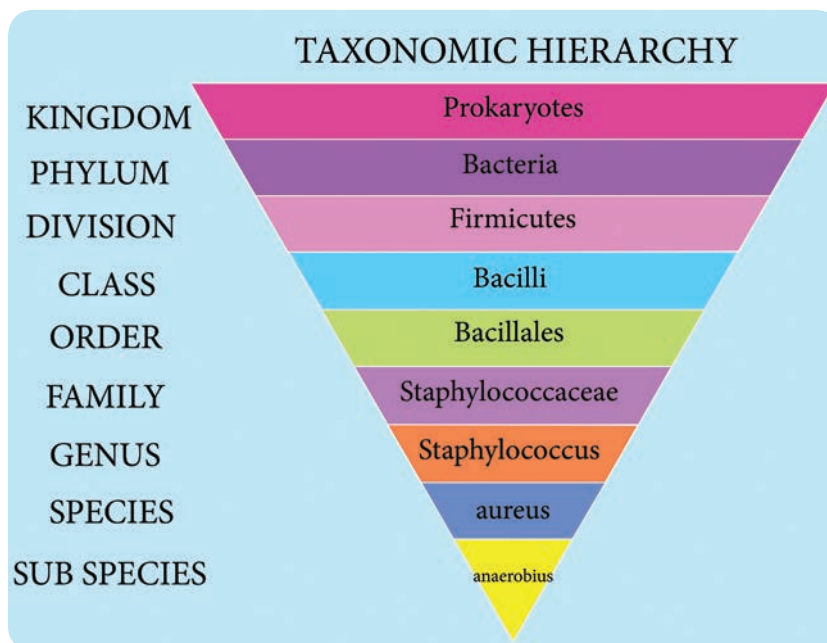 TAXONOMIC HIERARCHY
KINGDOM Prokaryotes
PHYLUM Bacteria
DIVISION Firmicutes
CLASS Bacilli
ORDER Bacillales
FAMILY Staphylococcaceae
GENUS Staphylococcus
SPECIES aureus
SUB SPECIES anaerobius